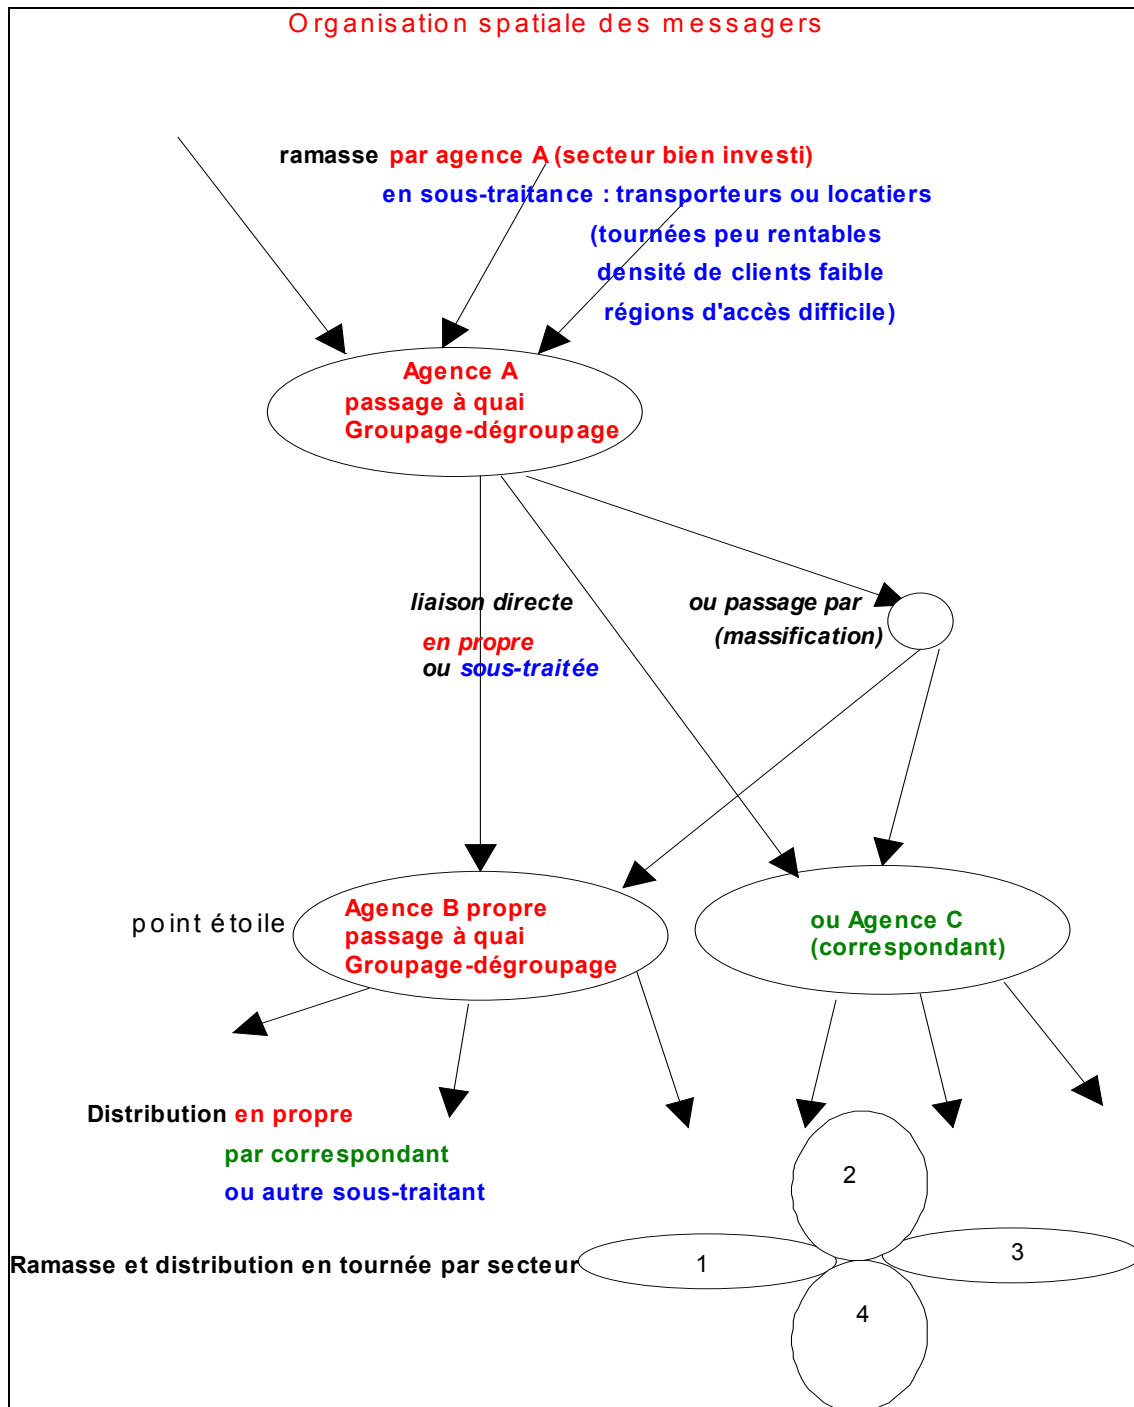 Organisation spatiale des messagers
ramasse par agence A (secteur bien investi)
en sous-traitance : transporteurs ou locatiers
(tournées peu rentables
densité de clients faible
régions d'accès difficile)
Agence A
passage à quai
Groupage-dégroupage
liaison directe
en propre
ou sous-traitée
ou passage par
(massification)
point étoile
Agence B propre
passage à quai
Groupage-dégroupage
ou Agence C
(correspondant)
Distribution en propre
par correspondant
ou autre sous-traitant
Ramasse et distribution en tournée par secteur
1
2
3
4